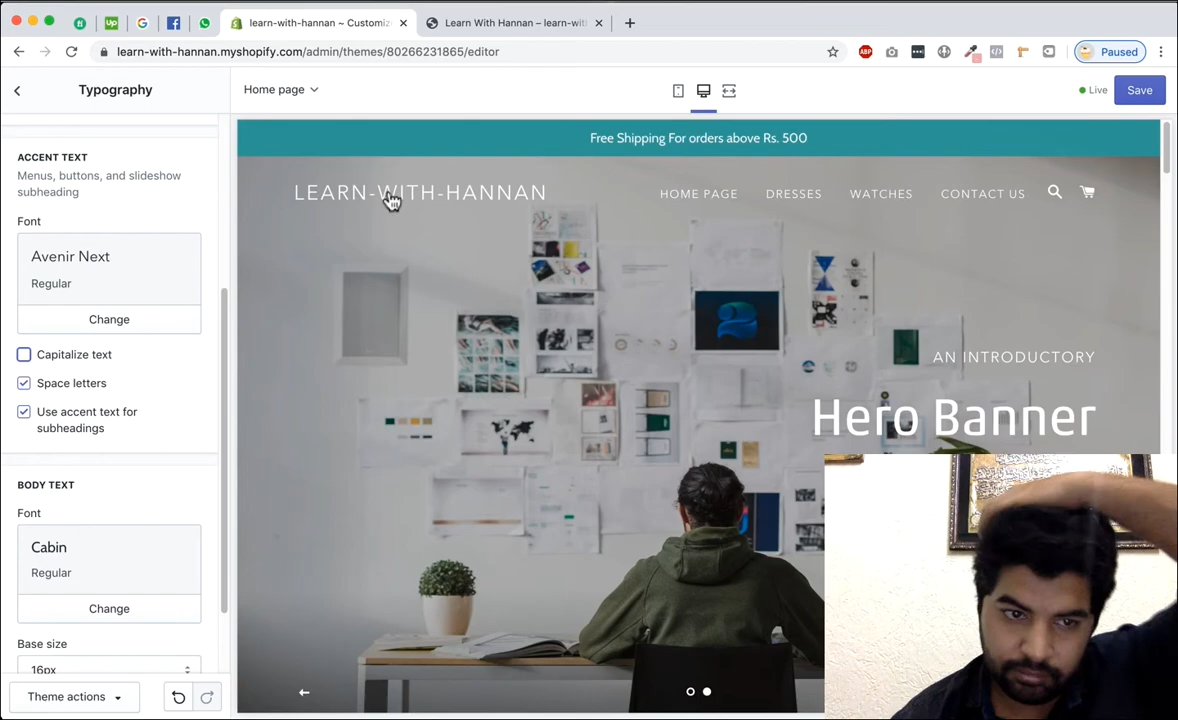 learn-with-hannan ~ Customiz
Learn With Hannan – learn-wit
learn-with-hannan.myshopify.com/admin/themes/80266231865/editor
Paused
Typography
Home page
Live
Save
ACCENT TEXT
Menus, buttons, and slideshow
subheading
Font
Avenir Next
Regular
Change
Capitalize text
Space letters
Use accent text for
subheadings
BODY TEXT
Font
Cabin
Regular
Change
Base size
16px
Theme actions
Free Shipping For orders above Rs. 500
LEARN-WITH-HANNAN
HOME PAGE
DRESSES
WATCHES
CONTACT US
AN INTRODUCTORY
Hero Banner